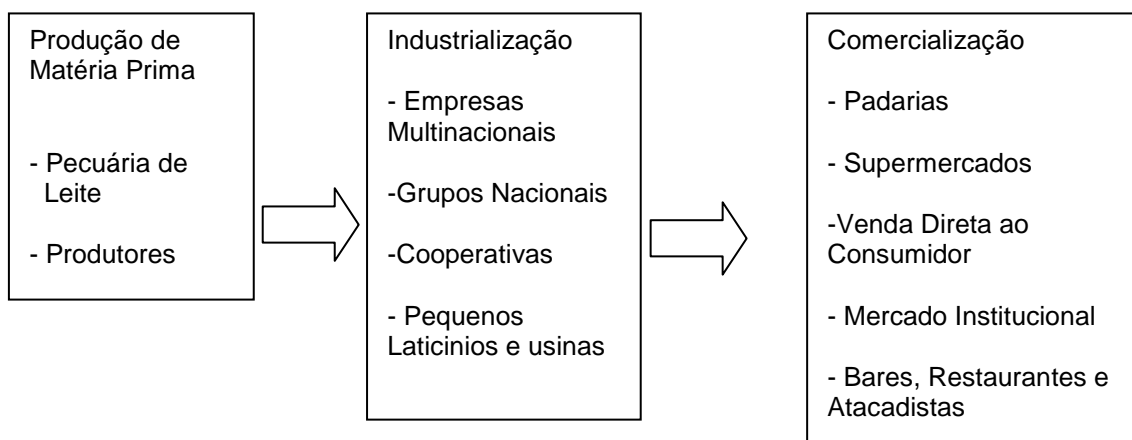 Produção de
Matéria Prima
- Pecuária de
Leite
- Produtores
Industrialização
- Empresas
Multinacionais
-Grupos Nacionais
-Cooperativas
- Pequenos
Laticinios e usinas
Comercialização
- Padarias
- Supermercados
-Venda Direta ao
Consumidor
- Mercado Institucional
- Bares, Restaurantes e
Atacadistas